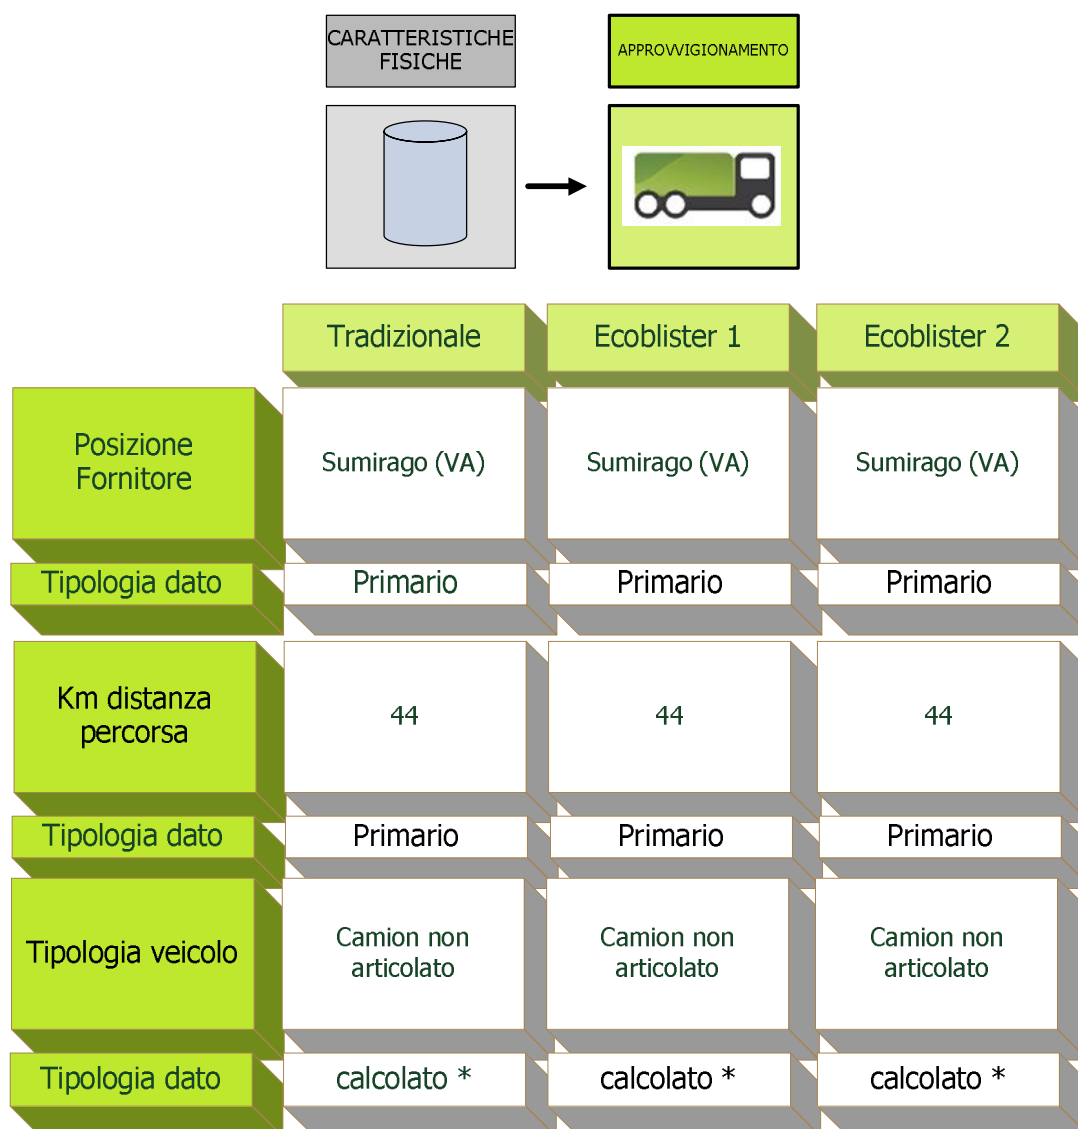 CARATTERISTICHE
FISICHE
APPROVVIGIONAMENTO
Tradizionale
Ecoblister 1
Ecoblister 2
Posizione
Fornitore
Sumirago (VA)
Sumirago (VA)
Sumirago (VA)
Tipologia dato
Primario
Primario
Primario
Km distanza
percorsa
44
44
44
Tipologia dato
Primario
Primario
Primario
Tipologia veicolo
Camion non
articolato
Camion non
articolato
Camion non
articolato
Tipologia dato
calcolato *
calcolato *
calcolato *